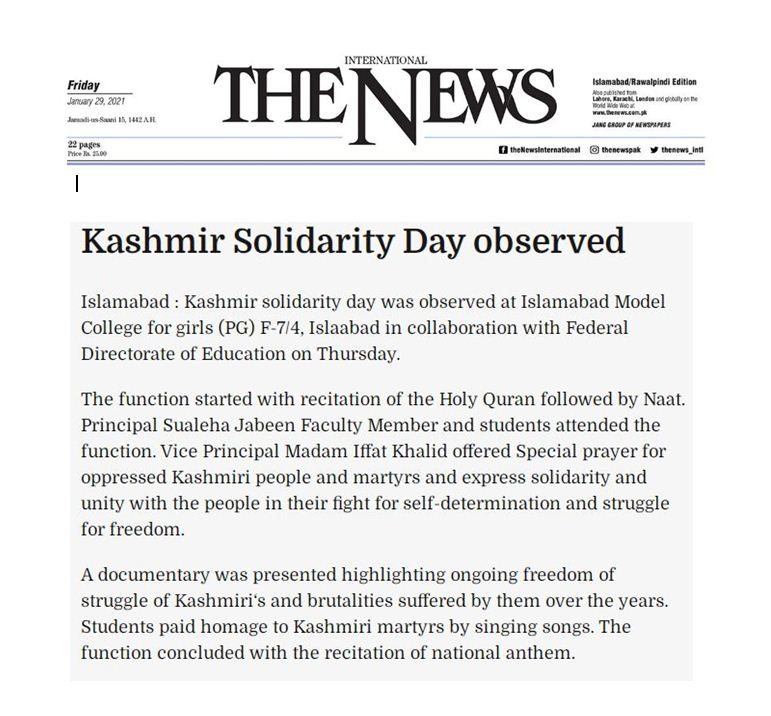 Friday
January 29, 2021
Jamadi-us-Saani 15, 1442 A.H.
22 pages
Price Rs. 25.00
INTERNATIONAL
THE NEWS
Islamabad/Rawalpindi Edition
Also published from
Lahore, Karachi, London and globally on the
World Wide Web at
www.thenews.com.pk
JANG GROUP OF NEWSPAPERS
theNewsInternational thenewspak thenews_intl
Kashmir Solidarity Day observed
Islamabad : Kashmir solidarity day was observed at Islamabad Model
College for girls (PG) F-7/4, Islaabad in collaboration with Federal
Directorate of Education on Thursday.
The function started with recitation of the Holy Quran followed by Naat.
Principal Sualeha Jabeen Faculty Member and students attended the
function. Vice Principal Madam Iffat Khalid offered Special prayer for
oppressed Kashmiri people and martyrs and express solidarity and
unity with the people in their fight for self-determination and struggle
for freedom.
A documentary was presented highlighting ongoing freedom of
struggle of Kashmiri‘s and brutalities suffered by them over the years.
Students paid homage to Kashmiri martyrs by singing songs. The
function concluded with the recitation of national anthem.